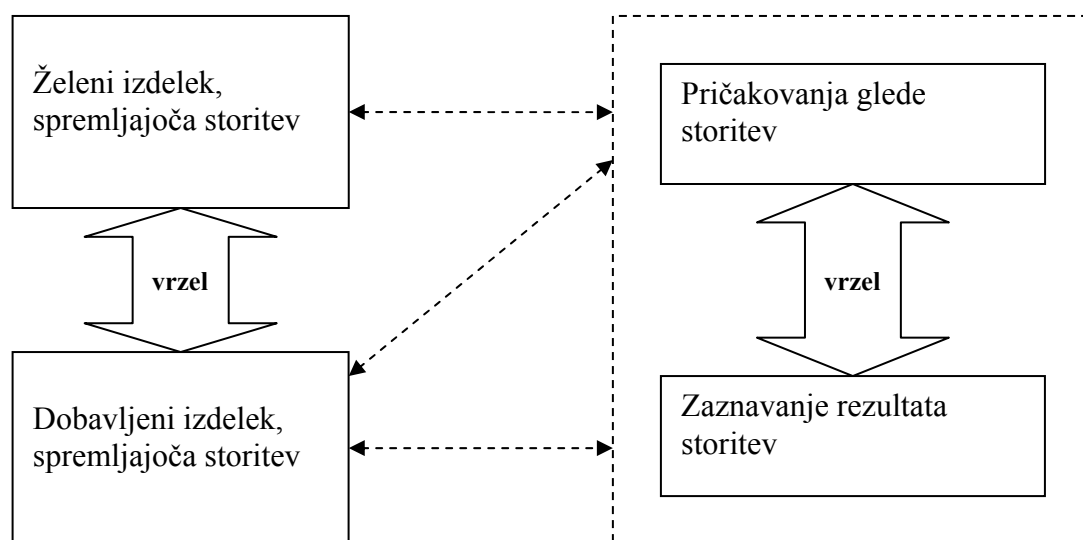 Želeni izdelek,
spremljajoča storitev
Pričakovanja glede
storitev
vrzel
vrzel
Dobavljeni izdelek,
spremljajoča storitev
Zaznavanje rezultata
storitev